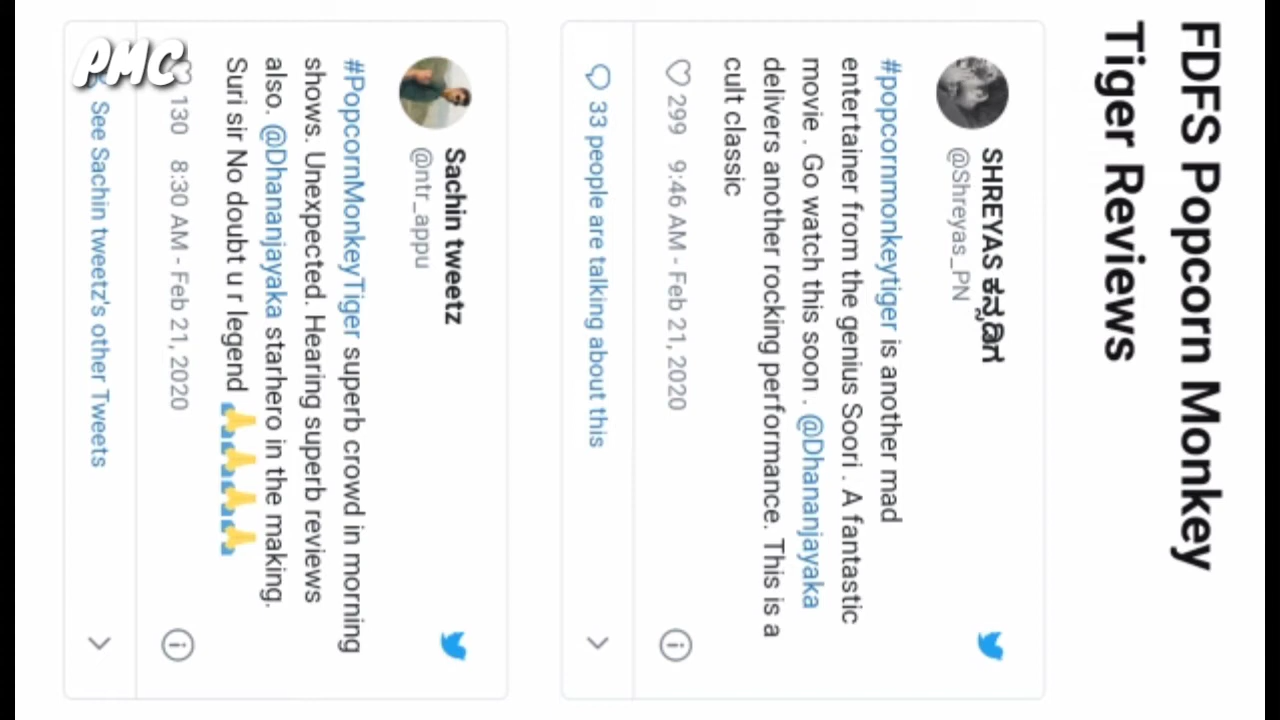 FDFS Popcorn Monkey
Tiger Reviews
SHREYAS ಕನ್ನಡಿಗ
@Shreyas_PN
#popcornmonkeytiger is another mad
entertainer from the genius Soori . A fantastic
movie . Go watch this soon . @Dhananjayaka
delivers another rocking performance. This is a
cult classic
299 9:46 AM - Feb 21, 2020
33 people are talking about this
Sachin tweetz
@ntr_appu
#PopcornMonkeyTiger superb crowd in morning
shows. Unexpected. Hearing superb reviews
also. @Dhananjayaka starhero in the making.
Suri sir No doubt u r legend 🙏🙏🙏🙏
130 8:30 AM - Feb 21, 2020
See Sachin tweetz's other Tweets
PMC